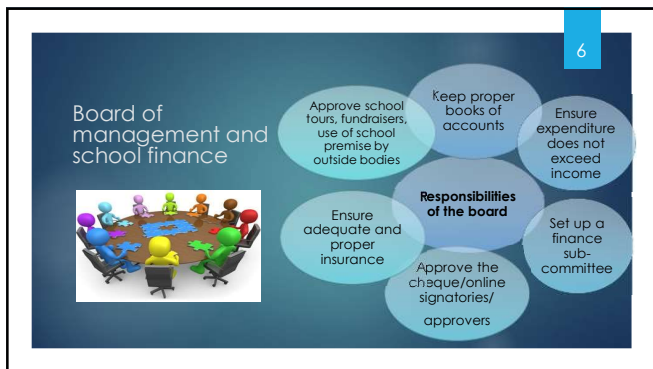 6
Board of
management and
school finance
Approve school
tours, fundraisers,
use of school
premise by
outside bodies
Keep proper
books of
accounts
Ensure
expenditure
does not
exceed
income
Responsibilities
of the board
Ensure
adequate and
proper
insurance
Set up a
finance
sub-
committee
Approve the
cheque/online
signatories/
approvers